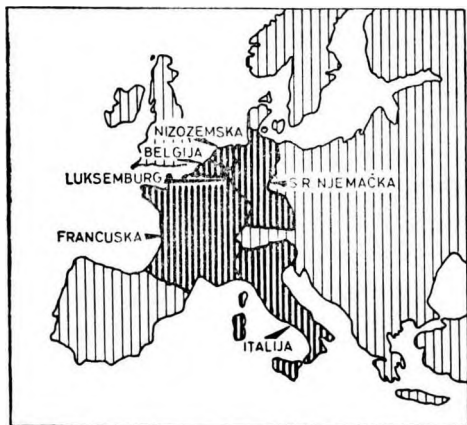 NIZOZEMSKA
BELGIJA
LUKSEMBURG
S R NJEMAČKA
FRANCUSKA
ITALIJA